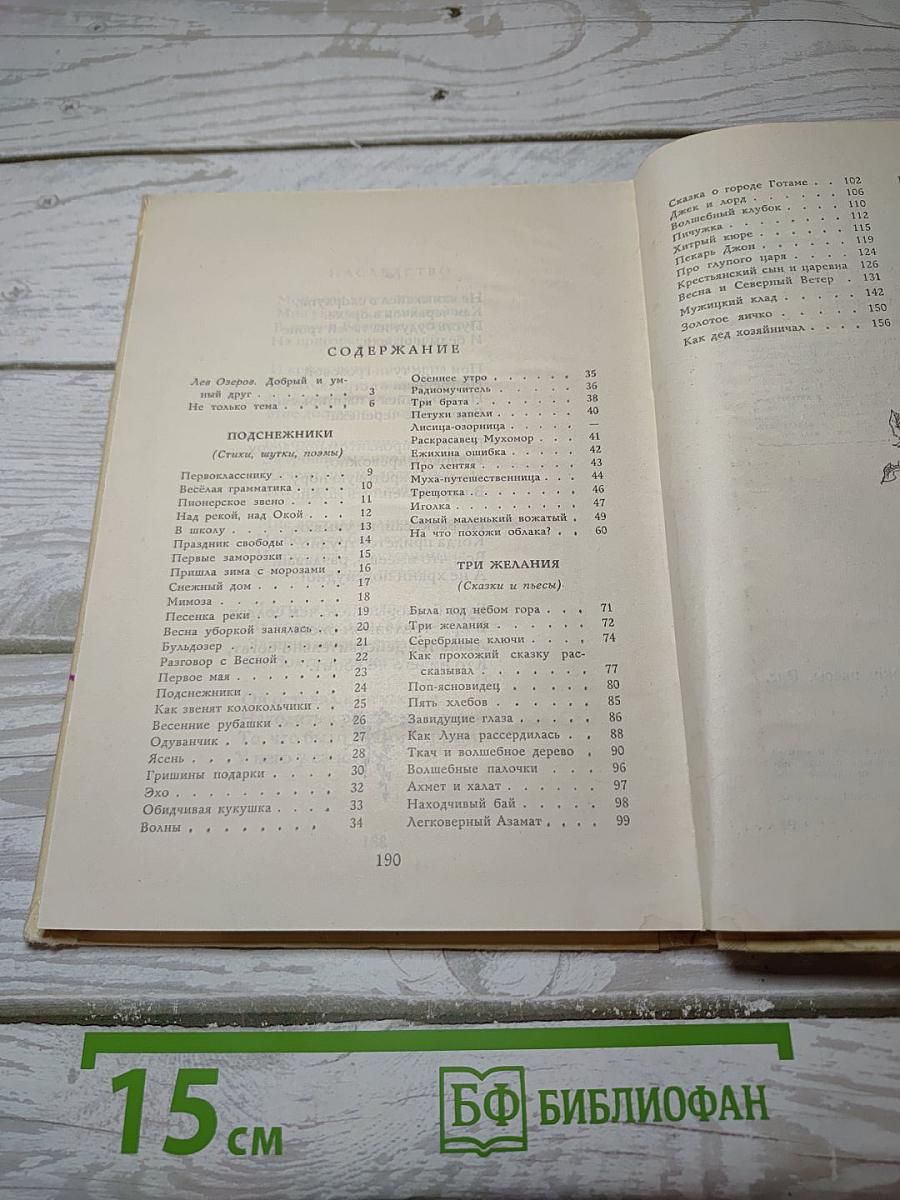 СОДЕРЖАНИЕ
Лев Озеров. Добрый и ум-
ный друг . . . . . . . 3
Не только тема . . . . . 6
ПОДСНЕЖНИКИ
(Стихи, шутки, поэмы)
Первокласснику . . . . . 9
Весёлая грамматика . . . . 10
Пионерское звено . . . . 11
Над рекой, над Окой . . . 12
В школу . . . . . . . 13
Праздник свободы . . . . 14
Первые заморозки . . . . 15
Пришла зима с морозами . 16
Снежный дом . . . . . . 17
Мимоза . . . . . . . . 18
Песенка реки . . . . . . 19
Весна уборкой занялась . . 20
Бульдозер . . . . . . . 21
Разговор с Весной . . . . 22
Первое мая . . . . . . 23
Подснежники . . . . . . 24
Как звенят колокольчики . . 25
Весенние рубашки . . . . 26
Одуванчик . . . . . . . 27
Ясень . . . . . . . . 28
Гришины подарки . . . . 30
Эхо . . . . . . . . . 32
Обидчивая кукушка . . . . 33
Волны . . . . . . . . 34
Осеннее утро . . . . . . 35
Радиомучитель . . . . . 36
Три брата . . . . . . . 38
Петухи запели . . . . . 40
Лисица-озорница . . . . . —
Раскрасавец Мухомор . . . 41
Ежихина ошибка . . . . . 42
Про лентяя . . . . . . 43
Муха-путешественница . . . 44
Трещотка . . . . . . . 46
Иголка . . . . . . . . 47
Самый маленький вожатый . 49
На что похожи облака? . . 60
ТРИ ЖЕЛАНИЯ
(Сказки и пьесы)
Была под небом гора . . . 71
Три желания . . . . . . 72
Серебряные ключи . . . . 74
Как прохожий сказку рас-
сказывал . . . . . . . 77
Поп-ясновидец . . . . . 80
Пять хлебов . . . . . . 85
Завидущие глаза . . . . . 86
Как Луна рассердилась . . 88
Ткач и волшебное дерево . 90
Волшебные палочки . . . 96
Ахмет и халат . . . . . 97
Находчивый бай . . . . . 98
Легковерный Азамат . . . . 99
190
Сказка о городе Готаме . . 102
Джек и лорд . . . . . . 106
Волшебный клубок . . . . 110
Пичужка . . . . . . . 112
Хитрый кюре . . . . . . 115
Пекарь Джон . . . . . . 119
Про глупого царя . . . . 124
Крестьянский сын и царевна 126
Весна и Северный Ветер . 131
Мужицкий клад . . . . . 142
Золотое яичко . . . . . 150
Как дед хозяйничал . . . . 156
15 см
БФ БИБЛИОФАН